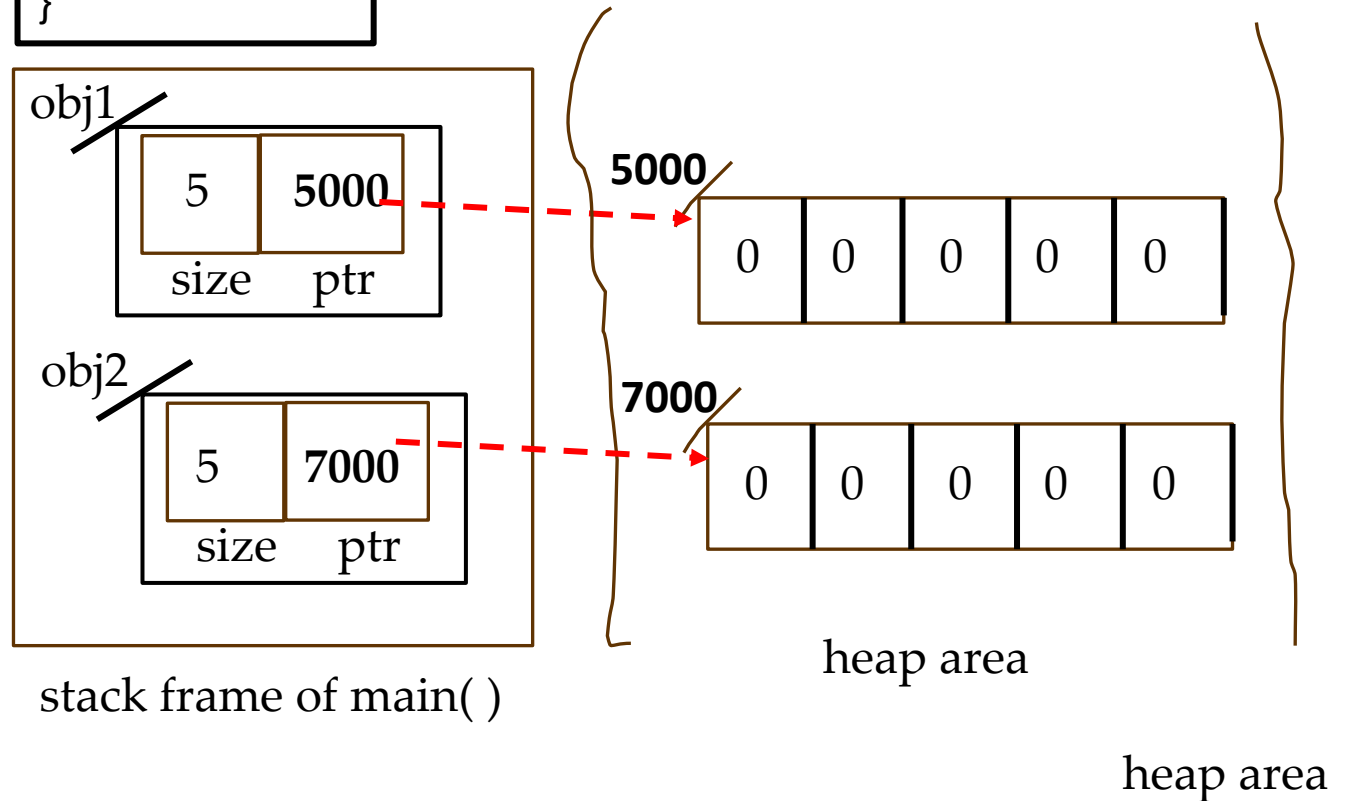 }
obj1
5 5000
size ptr
5000
0 0 0 0 0
obj2
5 7000
size ptr
7000
0 0 0 0 0
heap area
stack frame of main( )
heap area